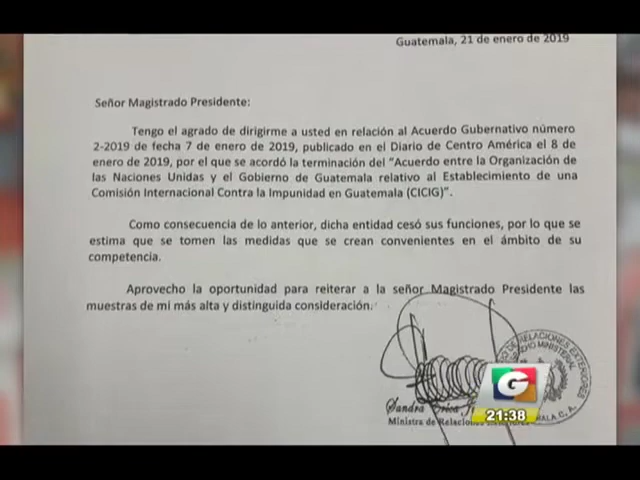 Guatemala, 21 de enero de 2019
Señor Magistrado Presidente:
Tengo el agrado de dirigirme a usted en relación al Acuerdo Gubernativo número
2-2019 de fecha 7 de enero de 2019, publicado en el Diario de Centro América el 8 de
enero de 2019, por el que se acordó la terminación del "Acuerdo entre la Organización de
las Naciones Unidas y el Gobierno de Guatemala relativo al Establecimiento de una
Comisión Internacional Contra la Impunidad en Guatemala (CICIG)".
Como consecuencia de lo anterior, dicha entidad cesó sus funciones, por lo que se
estima que se tomen las medidas que se crean convenientes en el ámbito de su
competencia.
Aprovecho la oportunidad para reiterar a la señor Magistrado Presidente las
muestras de mi más alta y distinguida consideración.
RELACIONES EXTERIORES
DESPACHO MINISTERIAL
G
Sandra Erica
21:38
Ministra de Relaciones